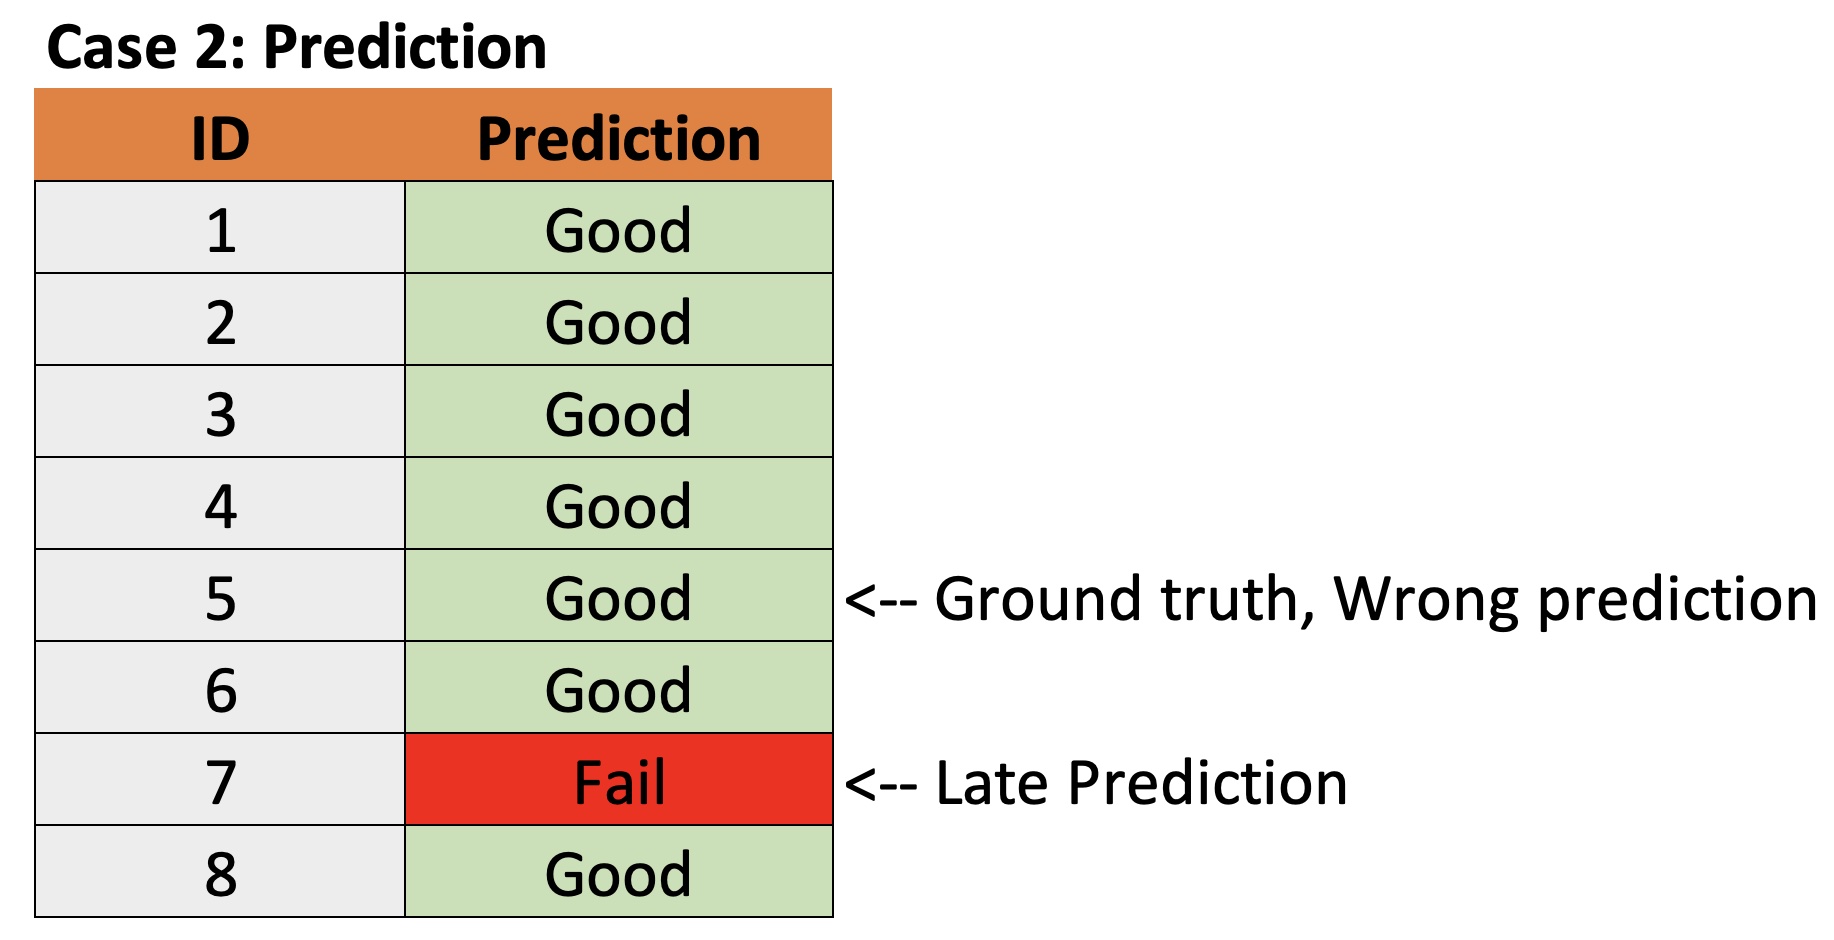 Case 2: Prediction
ID Prediction
1 Good
2 Good
3 Good
4 Good
5 Good <-- Ground truth, Wrong prediction
6 Good
7 Fail <-- Late Prediction
8 Good